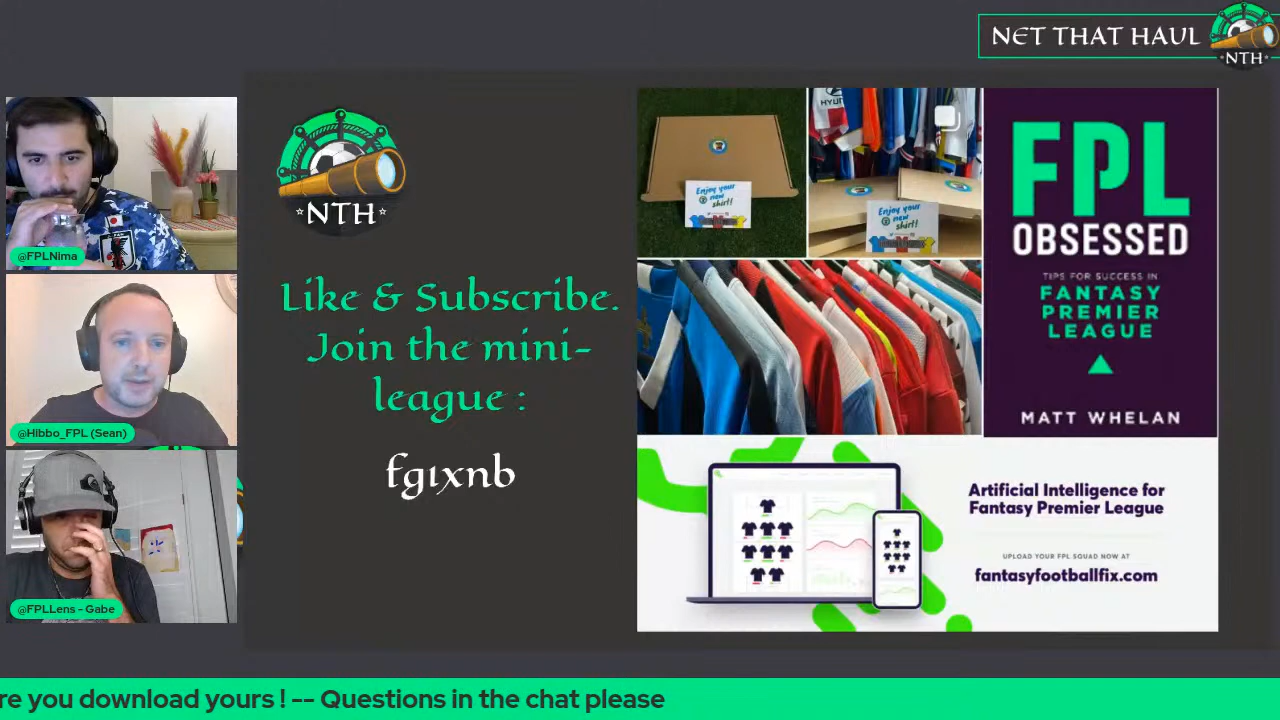 NET THAT HAUL
NTH
@FPLNima
@Hibbo_FPL (Sean)
@FPLLens - Gabe
NTH
Like & Subscribe.
Join the mini-
league :
fg1xnb
HYUN
Enjoy your
new
shirt!
Enjoy your
new
shirt!
FPL
OBSESSED
TIPS FOR SUCCESS IN
FANTASY
PREMIER
LEAGUE
MATT WHELAN
Artificial Intelligence for
Fantasy Premier League
UPLOAD YOUR FPL SQUAD NOW AT
fantasyfootballfix.com
re you download yours ! -- Questions in the chat please